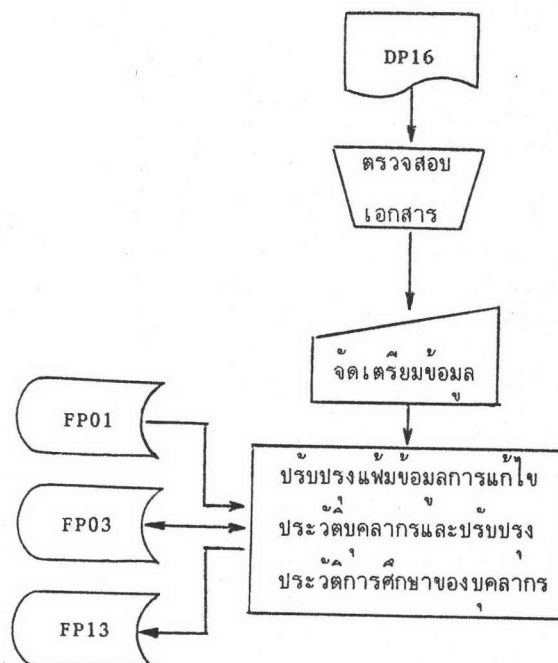 DP16
ตรวจสอบ
เอกสาร
จัดเตรียมข้อมูล
FP01
FP03
FP13
ปรับปรุงแฟ้มข้อมูลการแก้ไข
ประวัติบุคลากรและปรับปรุง
ประวัติการศึกษาของบุคลากร